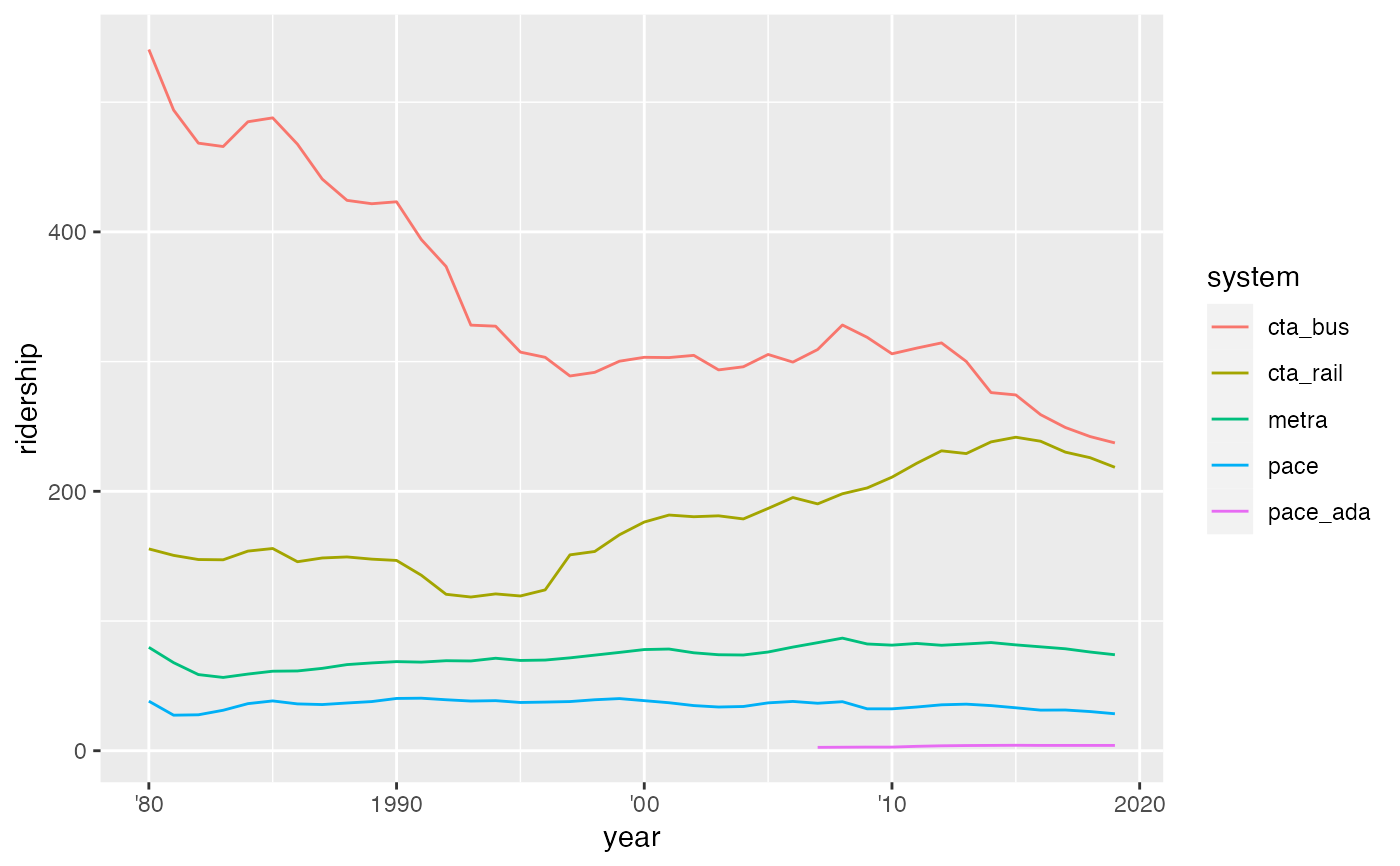 ridership
400
200
0
'80
1990
'00
'10
2020
year
system
cta_bus
cta_rail
metra
pace
pace_ada